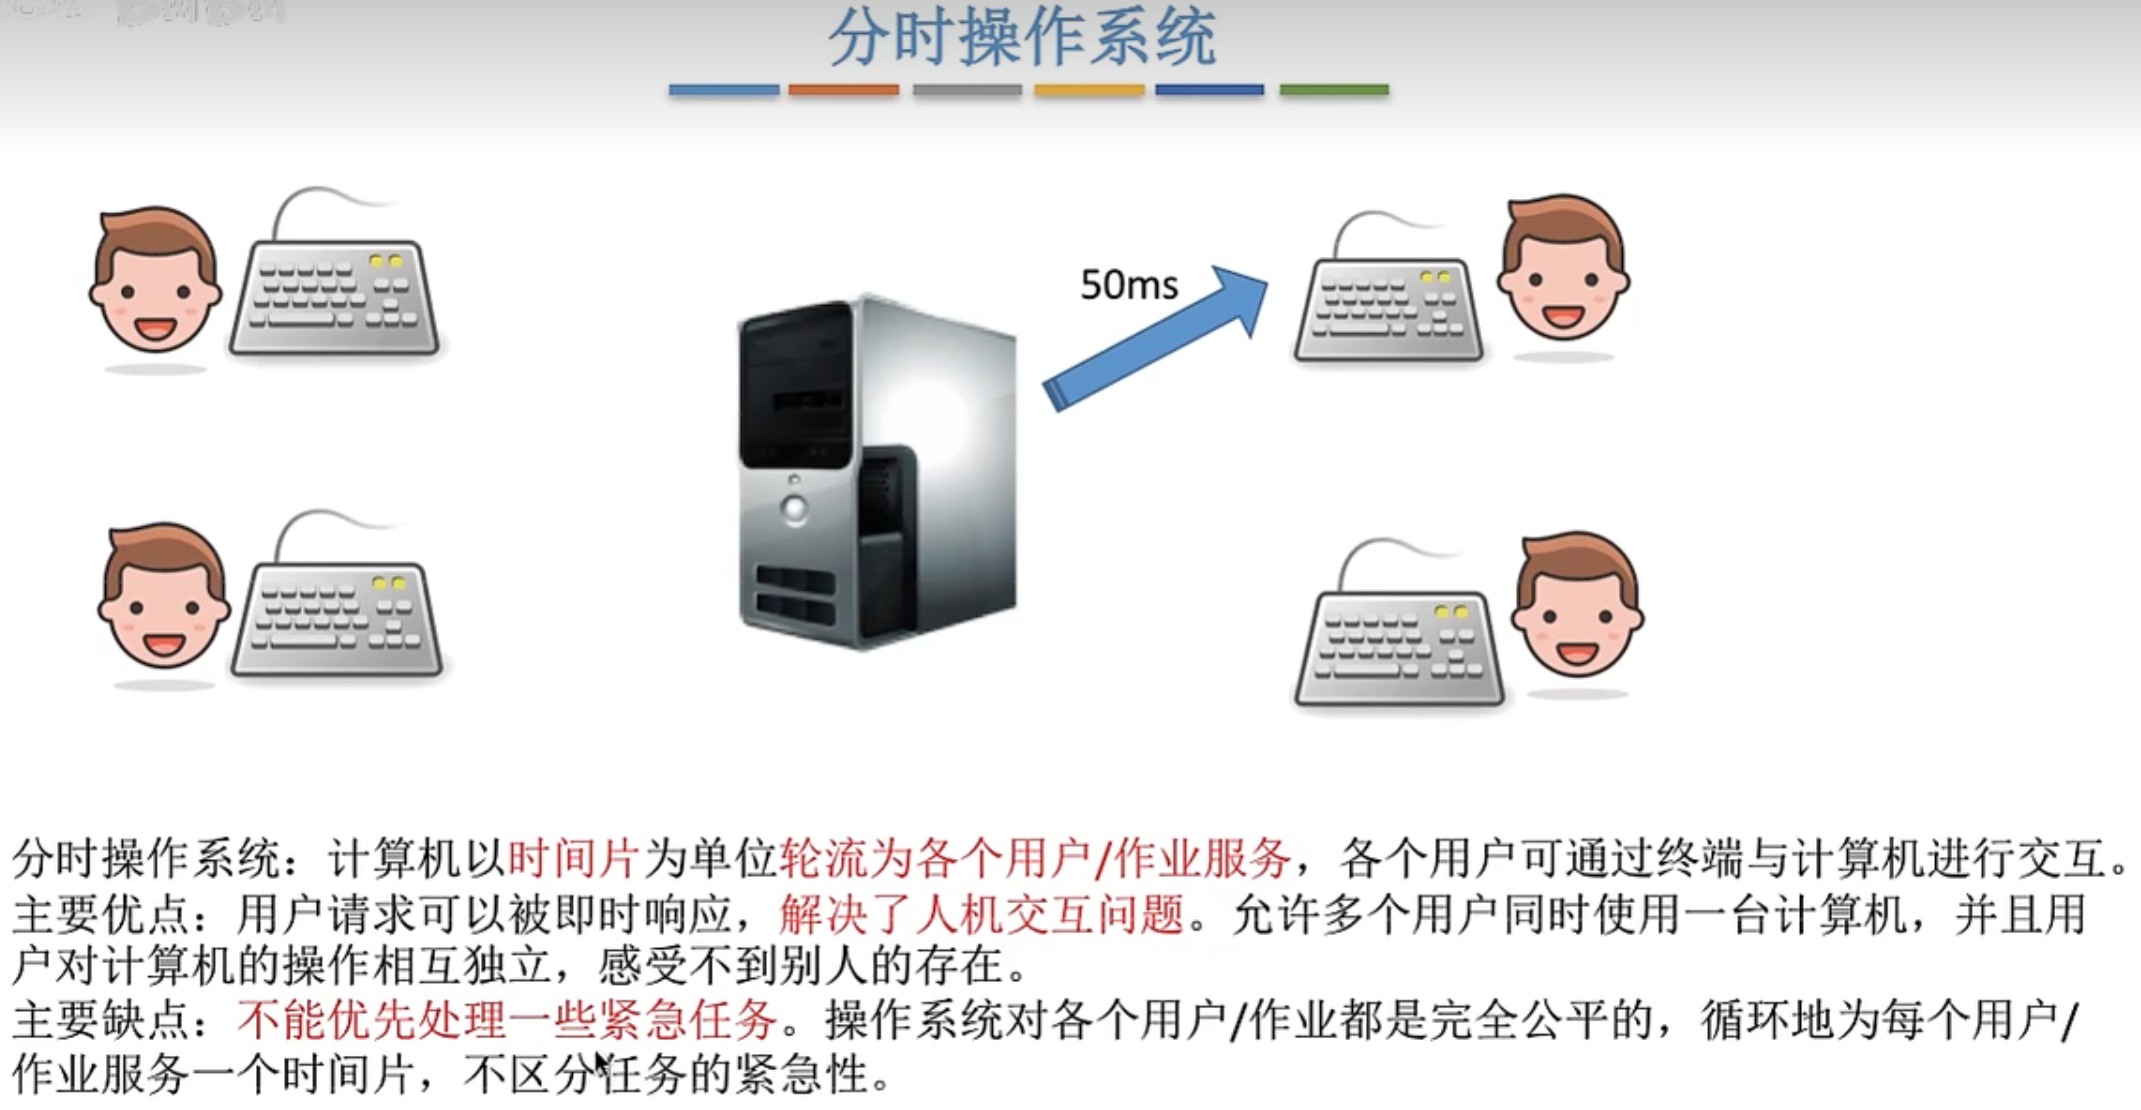 分时操作系统
50ms
分时操作系统：计算机以时间片为单位轮流为各个用户/作业服务，各个用户可通过终端与计算机进行交互。
主要优点：用户请求可以被即时响应，解决了人机交互问题。允许多个用户同时使用一台计算机，并且用
户对计算机的操作相互独立，感受不到别人的存在。
主要缺点：不能优先处理一些紧急任务。操作系统对各个用户/作业都是完全公平的，循环地为每个用户/
作业服务一个时间片，不区分任务的紧急性。